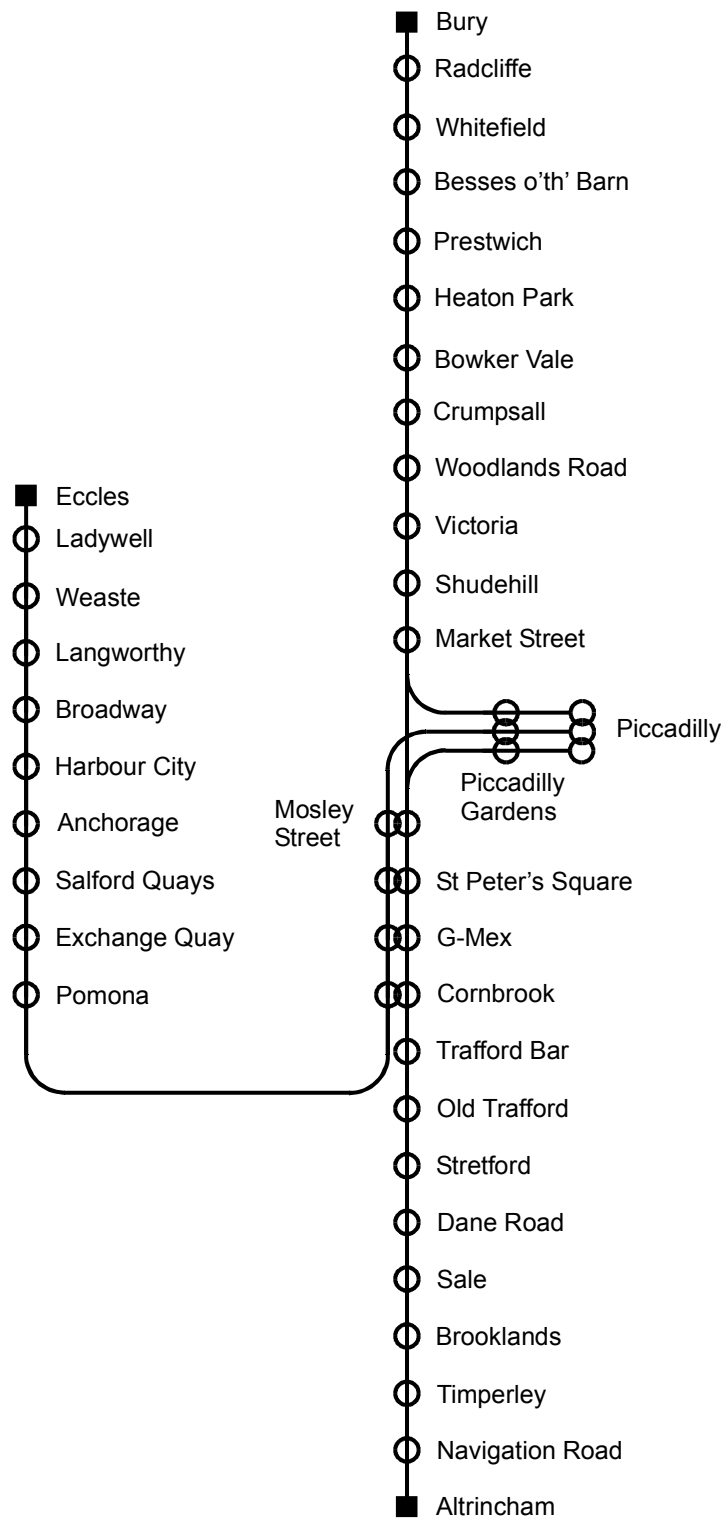 Bury
Radcliffe
Whitefield
Besses o'th' Barn
Prestwich
Heaton Park
Bowker Vale
Crumpsall
Woodlands Road
Victoria
Shudehill
Market Street
Eccles
Ladywell
Weaste
Langworthy
Broadway
Harbour City
Anchorage
Salford Quays
Exchange Quay
Pomona
Piccadilly
Piccadilly
Gardens
Mosley
Street
St Peter's Square
G-Mex
Cornbrook
Trafford Bar
Old Trafford
Stretford
Dane Road
Sale
Brooklands
Timperley
Navigation Road
Altrincham